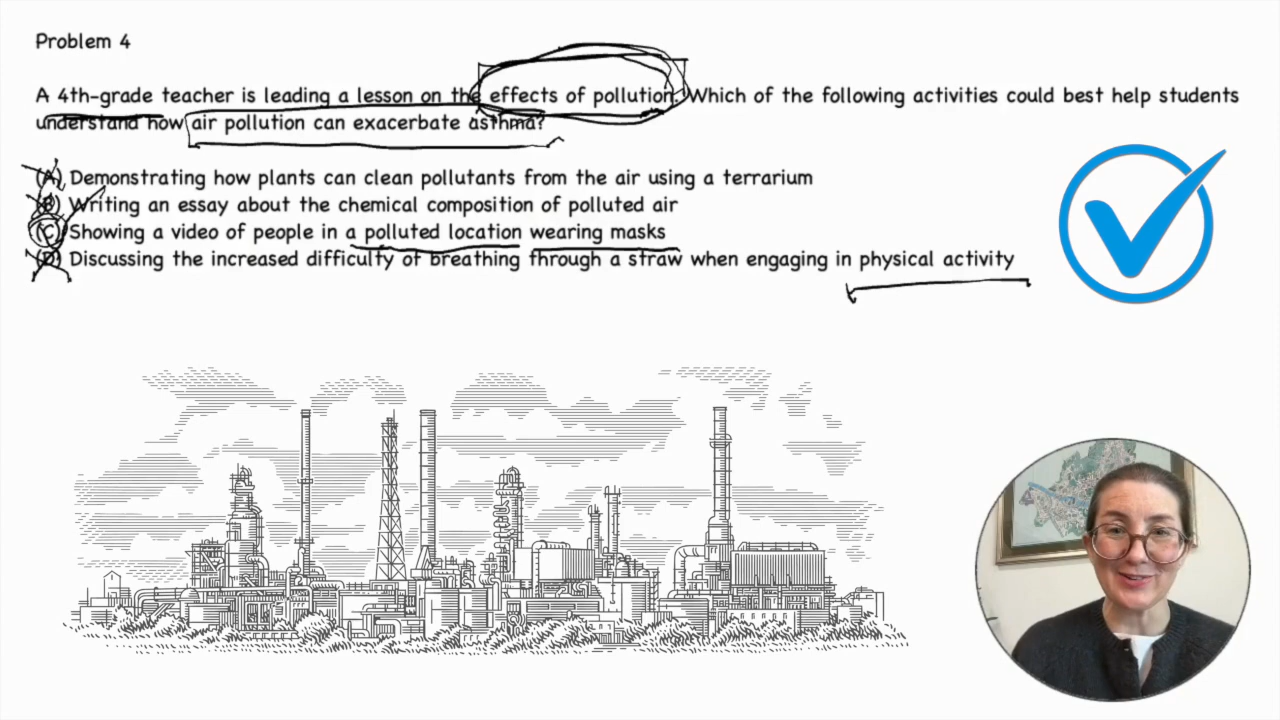 Problem 4
A 4th-grade teacher is leading a lesson on the effects of pollution. Which of the following activities could best help students
understand how air pollution can exacerbate asthma?
(A) Demonstrating how plants can clean pollutants from the air using a terrarium
(B) Writing an essay about the chemical composition of polluted air
(C) Showing a video of people in a polluted location wearing masks
(D) Discussing the increased difficulty of breathing through a straw when engaging in physical activity